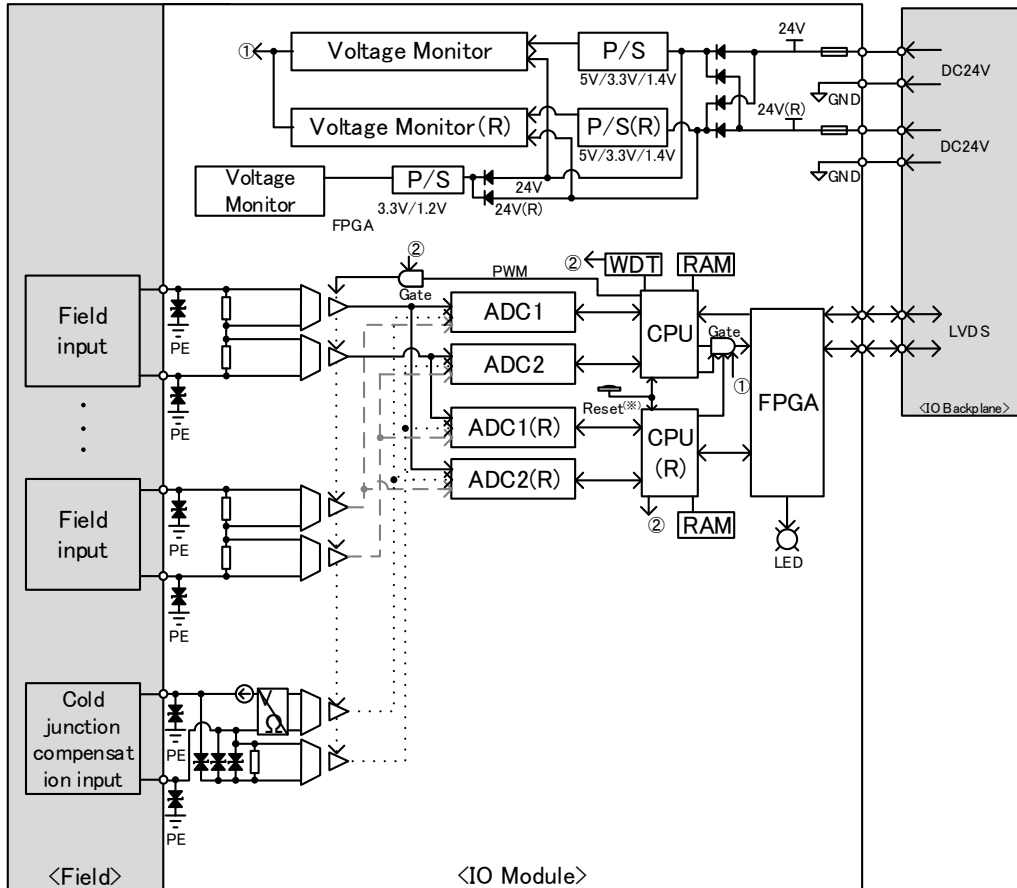 ①
Voltage Monitor
P/S
5V/3.3V/1.4V
24V
DC24V
GND
Voltage Monitor(R)
P/S(R)
5V/3.3V/1.4V
24V(R)
DC24V
GND
Voltage
Monitor
P/S
3.3V/1.2V
FPGA
24V
24V(R)
②
Gate
PWM
②
WDT
RAM
Field
input
PE
PE
ADC1
ADC2
CPU
Gate
①
FPGA
LVDS
<IO Backplane>
Reset(※)
ADC1(R)
ADC2(R)
CPU
(R)
②
RAM
LED
Field
input
PE
PE
Cold
junction
compensat
ion input
PE
PE
V
Ω
<Field>
<IO Module>